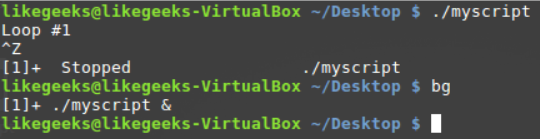 likegeeks@likegeeks-VirtualBox ~/Desktop $ ./myscript
Loop #1
^Z
[1]+  Stopped                 ./myscript
likegeeks@likegeeks-VirtualBox ~/Desktop $ bg
[1]+ ./myscript &
likegeeks@likegeeks-VirtualBox ~/Desktop $